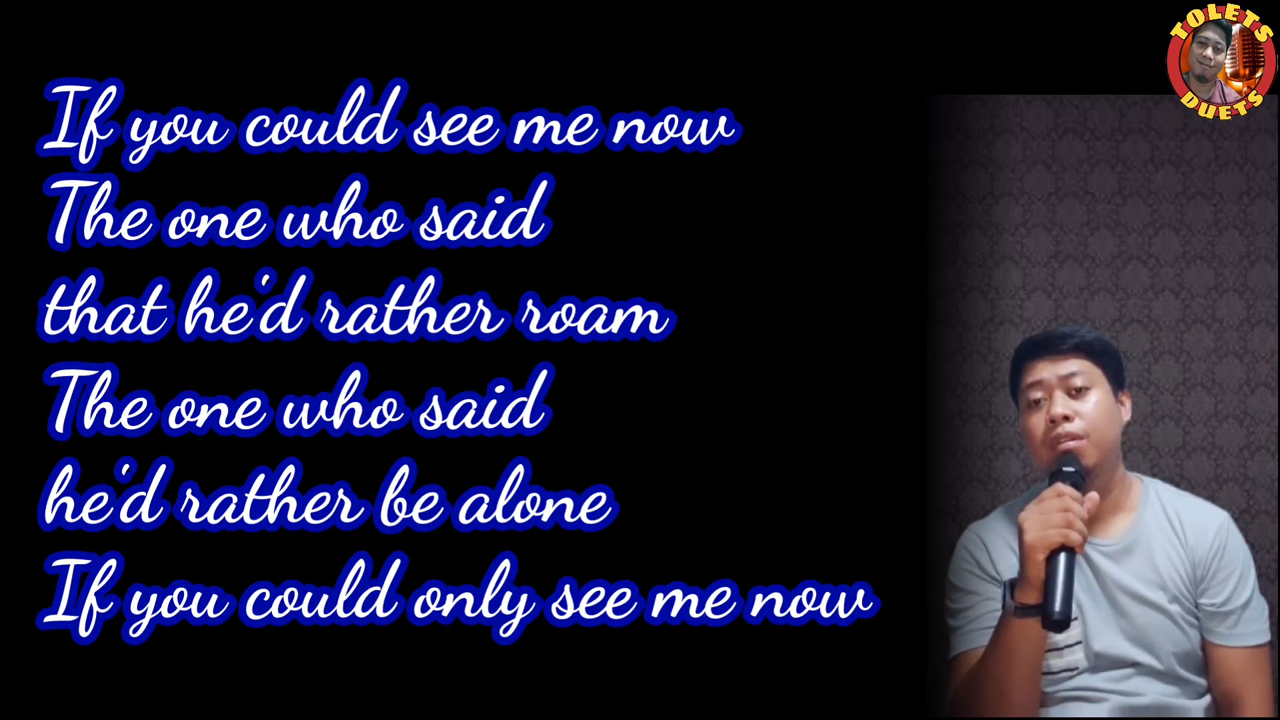 TOLETS
DUETS
If you could see me now
The one who said
that he'd rather roam
The one who said
he'd rather be alone
If you could only see me now